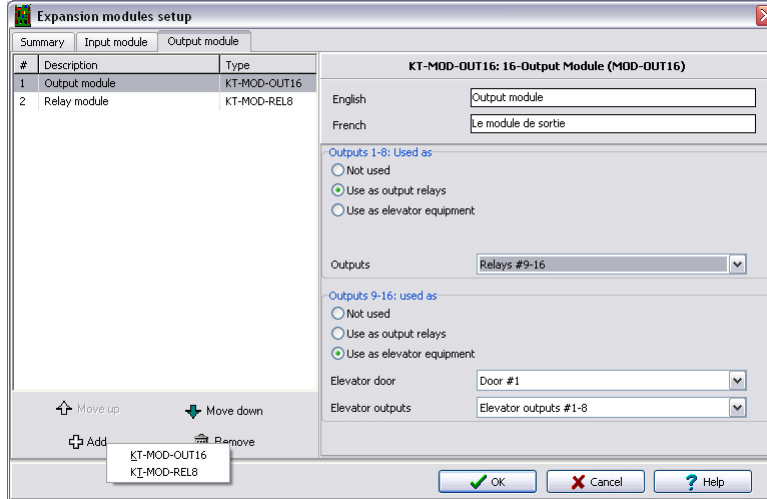 Expansion modules setup
Summary Input module Output module
# Description Type
1 Output module KT-MOD-OUT16
2 Relay module KT-MOD-REL8
KT-MOD-OUT16: 16-Output Module (MOD-OUT16)
English Output module
French Le module de sortie
Outputs 1-8: Used as
Not used
Use as output relays
Use as elevator equipment
Outputs Relays #9-16
Outputs 9-16: used as
Not used
Use as output relays
Use as elevator equipment
Elevator door Door #1
Elevator outputs Elevator outputs #1-8
Move up Move down
Add Remove
KT-MOD-OUT16
KT-MOD-REL8
OK Cancel Help